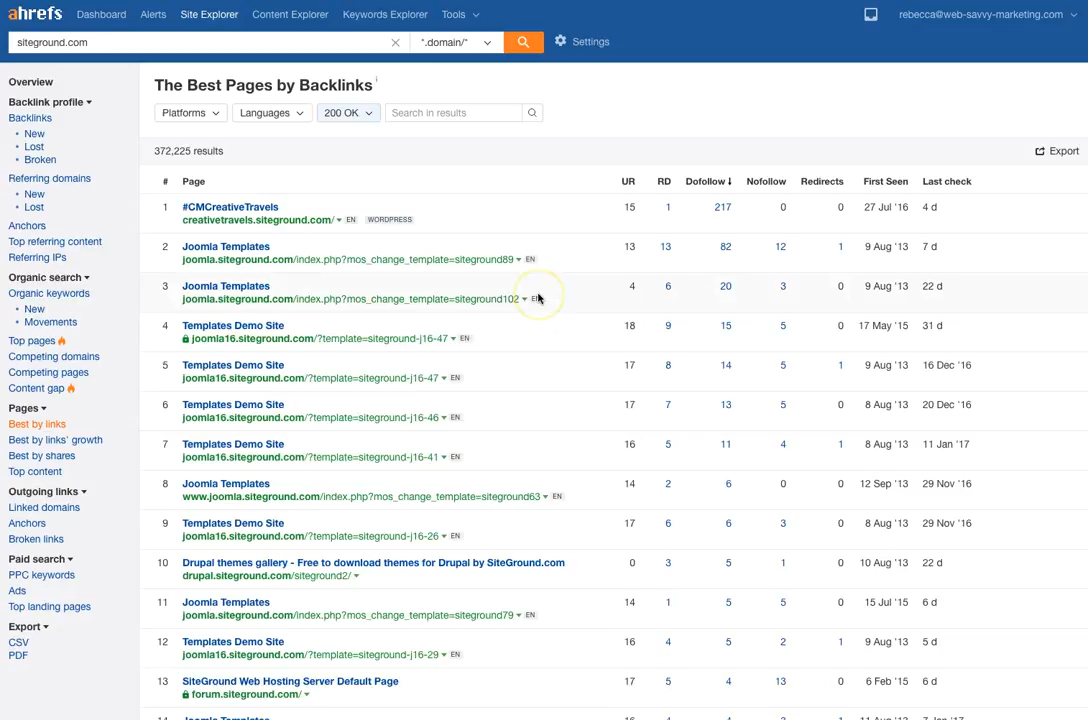 ahrefs Dashboard Alerts Site Explorer Content Explorer Keywords Explorer Tools rebecca@web-savvy-marketing.com
siteground.com *.domain/* Settings
Overview
Backlink profile
Backlinks
• New
• Lost
• Broken
Referring domains
• New
• Lost
Anchors
Top referring content
Referring IPs
Organic search
Organic keywords
• New
• Movements
Top pages
Competing domains
Competing pages
Content gap
Pages
Best by links
Best by links' growth
Best by shares
Top content
Outgoing links
Linked domains
Anchors
Broken links
Paid search
PPC keywords
Ads
Top landing pages
Export
CSV
PDF
The Best Pages by Backlinks i
Platforms Languages 200 OK Search in results
372,225 results Export
# Page UR RD Dofollow ↓ Nofollow Redirects First Seen Last check
1 #CMCreativeTravels 15 1 217 0 0 27 Jul '16 4 d
creativetravels.siteground.com/ EN WORDPRESS
2 Joomla Templates 13 13 82 12 1 9 Aug '13 7 d
joomla.siteground.com/index.php?mos_change_template=siteground89 EN
3 Joomla Templates 4 6 20 3 0 9 Aug '13 22 d
joomla.siteground.com/index.php?mos_change_template=siteground102
4 Templates Demo Site 18 9 15 5 0 17 May '15 31 d
joomla16.siteground.com/?template=siteground-j16-47 EN
5 Templates Demo Site 17 8 14 5 1 8 Aug '13 16 Dec '16
joomla16.siteground.com/?template=siteground-j16-47 EN
6 Templates Demo Site 17 7 13 5 0 8 Aug '13 20 Dec '16
joomla16.siteground.com/?template=siteground-j16-46 EN
7 Templates Demo Site 16 5 11 4 1 8 Aug '13 11 Jan '17
joomla16.siteground.com/?template=siteground-j16-41 EN
8 Joomla Templates 14 2 6 0 0 12 Sep '13 29 Nov '16
www.joomla.siteground.com/index.php?mos_change_template=siteground63 EN
9 Templates Demo Site 17 6 6 3 0 8 Aug '13 29 Nov '16
joomla16.siteground.com/?template=siteground-j16-26 EN
10 Drupal themes gallery - Free to download themes for Drupal by SiteGround.com 0 3 5 1 0 10 Aug '13 22 d
drupal.siteground.com/siteground2/
11 Joomla Templates 14 1 5 5 0 15 Jul '15 6 d
joomla.siteground.com/index.php?mos_change_template=siteground79 EN
12 Templates Demo Site 16 4 5 2 1 9 Aug '13 5 d
joomla16.siteground.com/?template=siteground-j16-29 EN
13 SiteGround Web Hosting Server Default Page 17 5 4 13 0 6 Feb '15 6 d
forum.siteground.com/